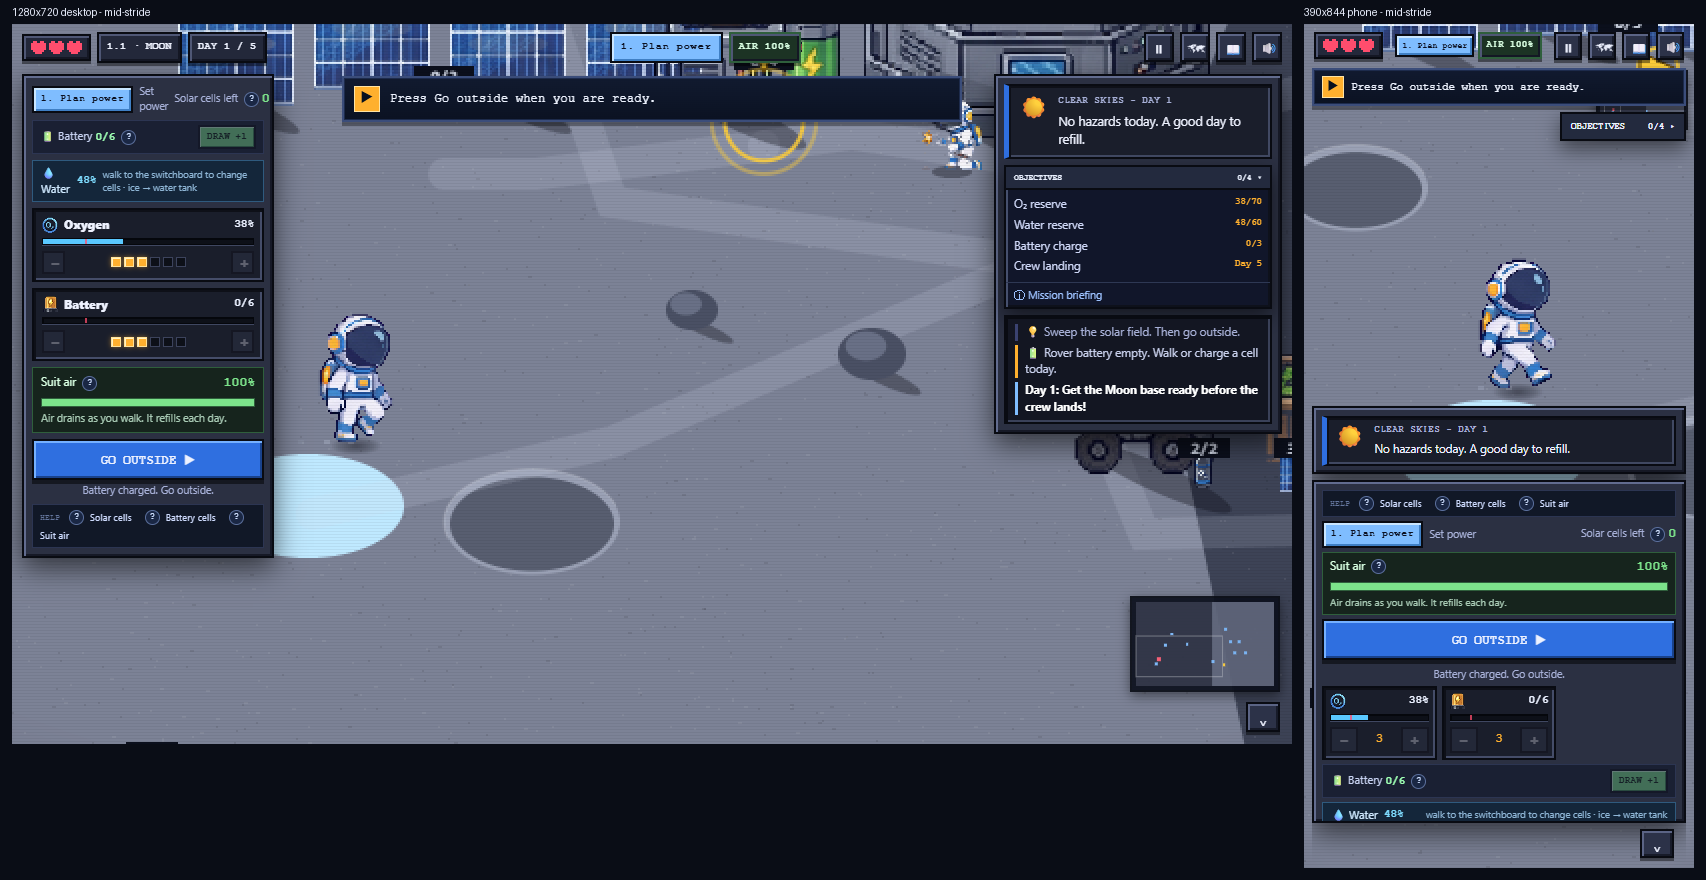 1280x720 desktop - mid-stride
1.1 · MOON
DAY 1 / 5
1. Plan power
AIR 100%
1. Plan power
Set power
Solar cells left ? 0
Press Go outside when you are ready.
Battery 0/6 ?
DRAW +1
Water 48%
walk to the switchboard to change cells · ice → water tank
Oxygen 38%
Battery 0/6
Suit air ? 100%
Air drains as you walk. It refills each day.
GO OUTSIDE ▶
Battery charged. Go outside.
HELP ? Solar cells ? Battery cells ?
Suit air
CLEAR SKIES – DAY 1
No hazards today. A good day to
refill.
OBJECTIVES 0/4
O₂ reserve 38/70
Water reserve 48/60
Battery charge 0/3
Crew landing Day 5
Mission briefing
Sweep the solar field. Then go outside.
Rover battery empty. Walk or charge a cell
today.
Day 1: Get the Moon base ready before the
crew lands!
2/2
v
390x844 phone - mid-stride
1. Plan power
AIR 100%
Press Go outside when you are ready.
OBJECTIVES 0/4
CLEAR SKIES – DAY 1
No hazards today. A good day to refill.
HELP ? Solar cells ? Battery cells ? Suit air
1. Plan power Set power Solar cells left ? 0
Suit air ? 100%
Air drains as you walk. It refills each day.
GO OUTSIDE ▶
Battery charged. Go outside.
38% 0/6
− 3 + − 3 +
Battery 0/6 ? DRAW +1
Water 48% walk to the switchboard to change cells · ice → water tank
v